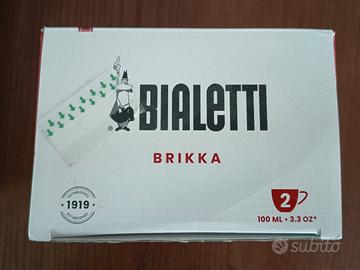 BIALETTI
BRIKKA
ESTABLISHED
1919
ESTABLISHED
2
100 ML • 3.3 OZ*
subito